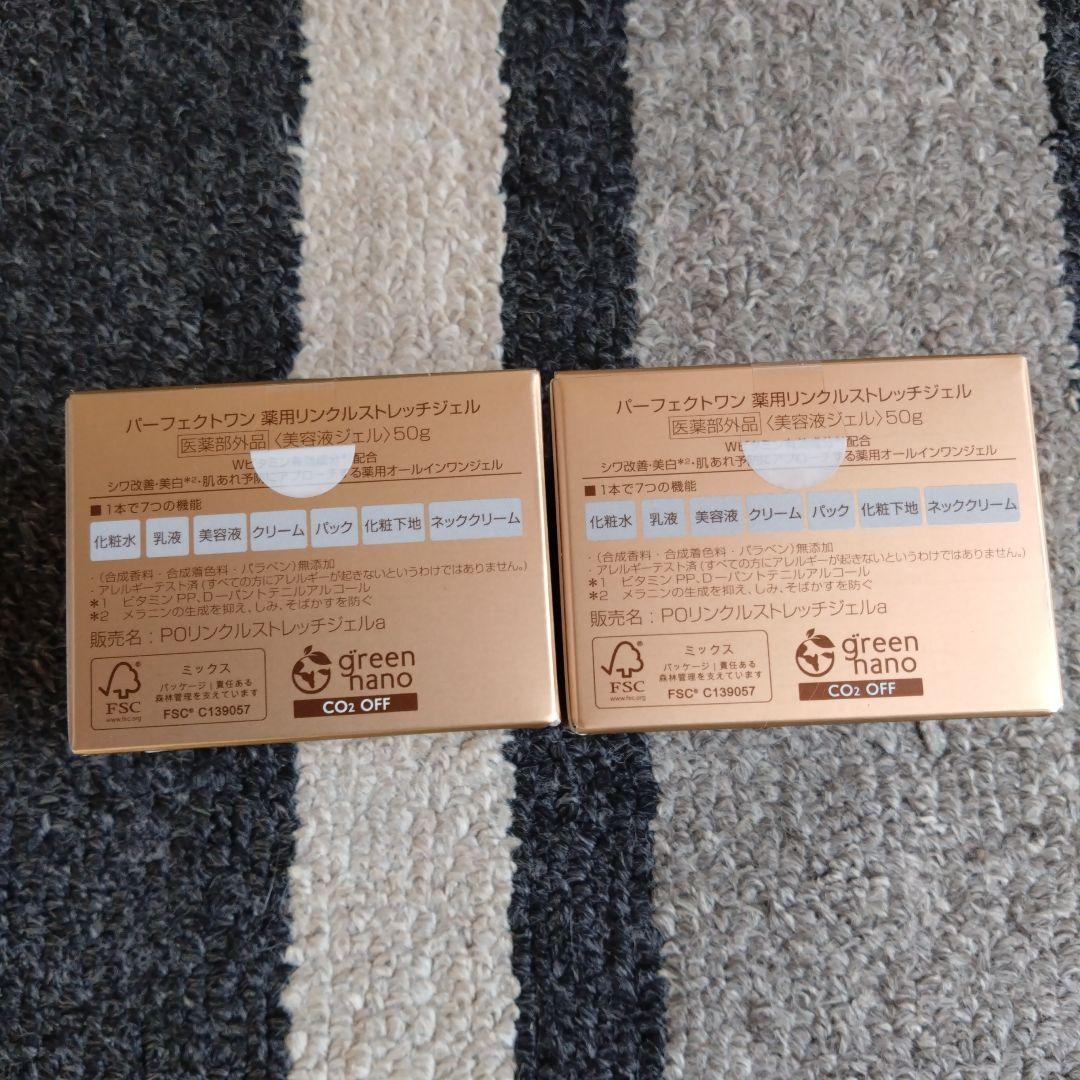 パーフェクトワン 薬用リンクルストレッチジェル
医薬部外品〈美容液ジェル〉50g
配合
シワ改善・美白*2・肌あれ予防にアプローチする薬用オールインワンジェル
■1本で7つの機能
化粧水 乳液 美容液 クリーム パック 化粧下地 ネッククリーム
・(合成香料・合成着色料・パラベン)無添加
・アレルギーテスト済(すべての方にアレルギーが起きないというわけではありません。)
*1 ビタミンPP、D-パントテニルアルコール
*2 メラニンの生成を抑え、しみ、そばかすを防ぐ
販売名:POリンクルストレッチジェルa
FSC®
www.fsc.org
ミックス
パッケージ|責任ある
森林管理を支えています
FSC® C139057
green
nano
CO2 OFF
パーフェクトワン 薬用リンクルストレッチジェル
医薬部外品〈美容液ジェル〉50g
配合
シワ改善・美白*2・肌あれ予防にアプローチする薬用オールインワンジェル
■1本で7つの機能
化粧水 乳液 美容液 クリーム パック 化粧下地 ネッククリーム
・(合成香料・合成着色料・パラベン)無添加
・アレルギーテスト済(すべての方にアレルギーが起きないというわけではありません。)
*1 ビタミンPP、D-パントテニルアルコール
*2 メラニンの生成を抑え、しみ、そばかすを防ぐ
販売名:POリンクルストレッチジェルa
FSC®
www.fsc.org
ミックス
パッケージ|責任ある
森林管理を支えています
FSC® C139057
green
nano
CO2 OFF